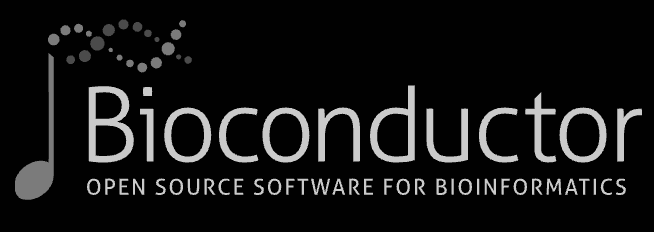 Bioconductor
OPEN SOURCE SOFTWARE FOR BIOINFORMATICS